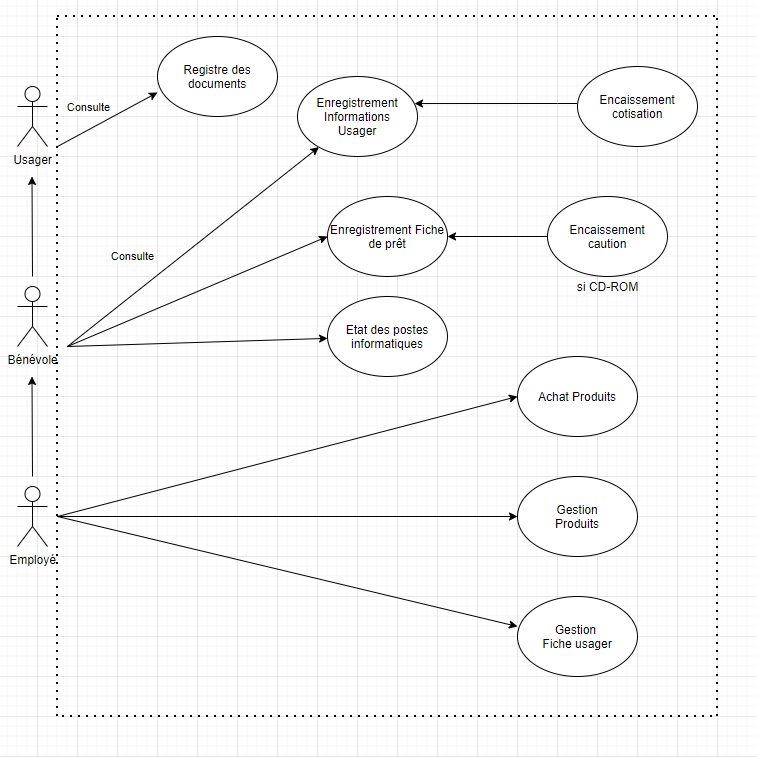 Registre des
documents
Consulte
Usager
Enregistrement
Informations
Usager
Encaissement
cotisation
Consulte
Enregistrement Fiche
de prêt
Encaissement
caution
si CD-ROM
Bénévole
Etat des postes
informatiques
Achat Produits
Employé
Gestion
Produits
Gestion
Fiche usager